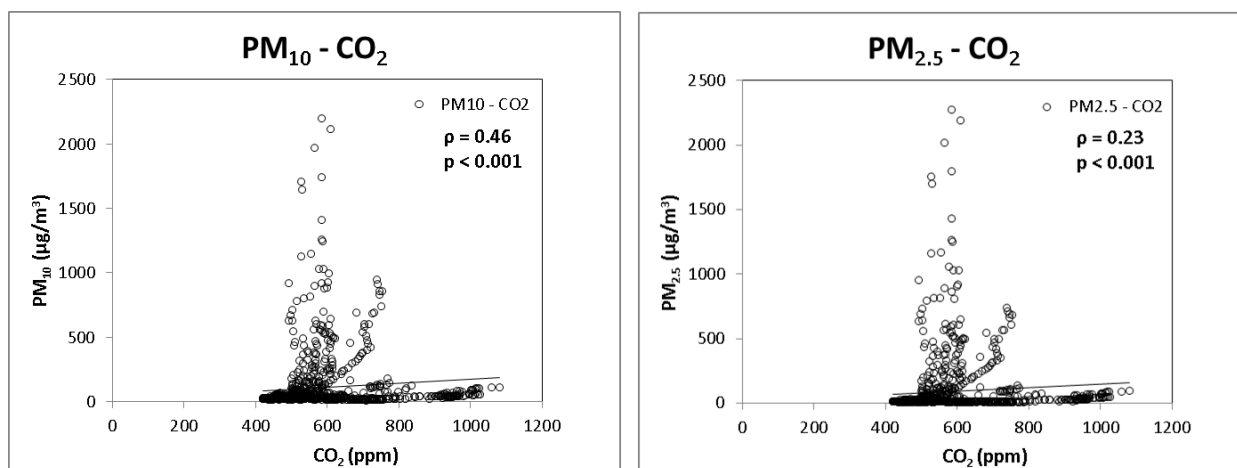 PM10 - CO2
2500
2000
1500
1000
500
0
PM10 (µg/m³)
0 200 400 600 800 1000 1200
CO2 (ppm)
PM10 - CO2
ρ = 0.46
p < 0.001
PM2.5 - CO2
2500
2000
1500
1000
500
0
PM2.5 (µg/m³)
0 200 400 600 800 1000 1200
CO2 (ppm)
PM2.5 - CO2
ρ = 0.23
p < 0.001